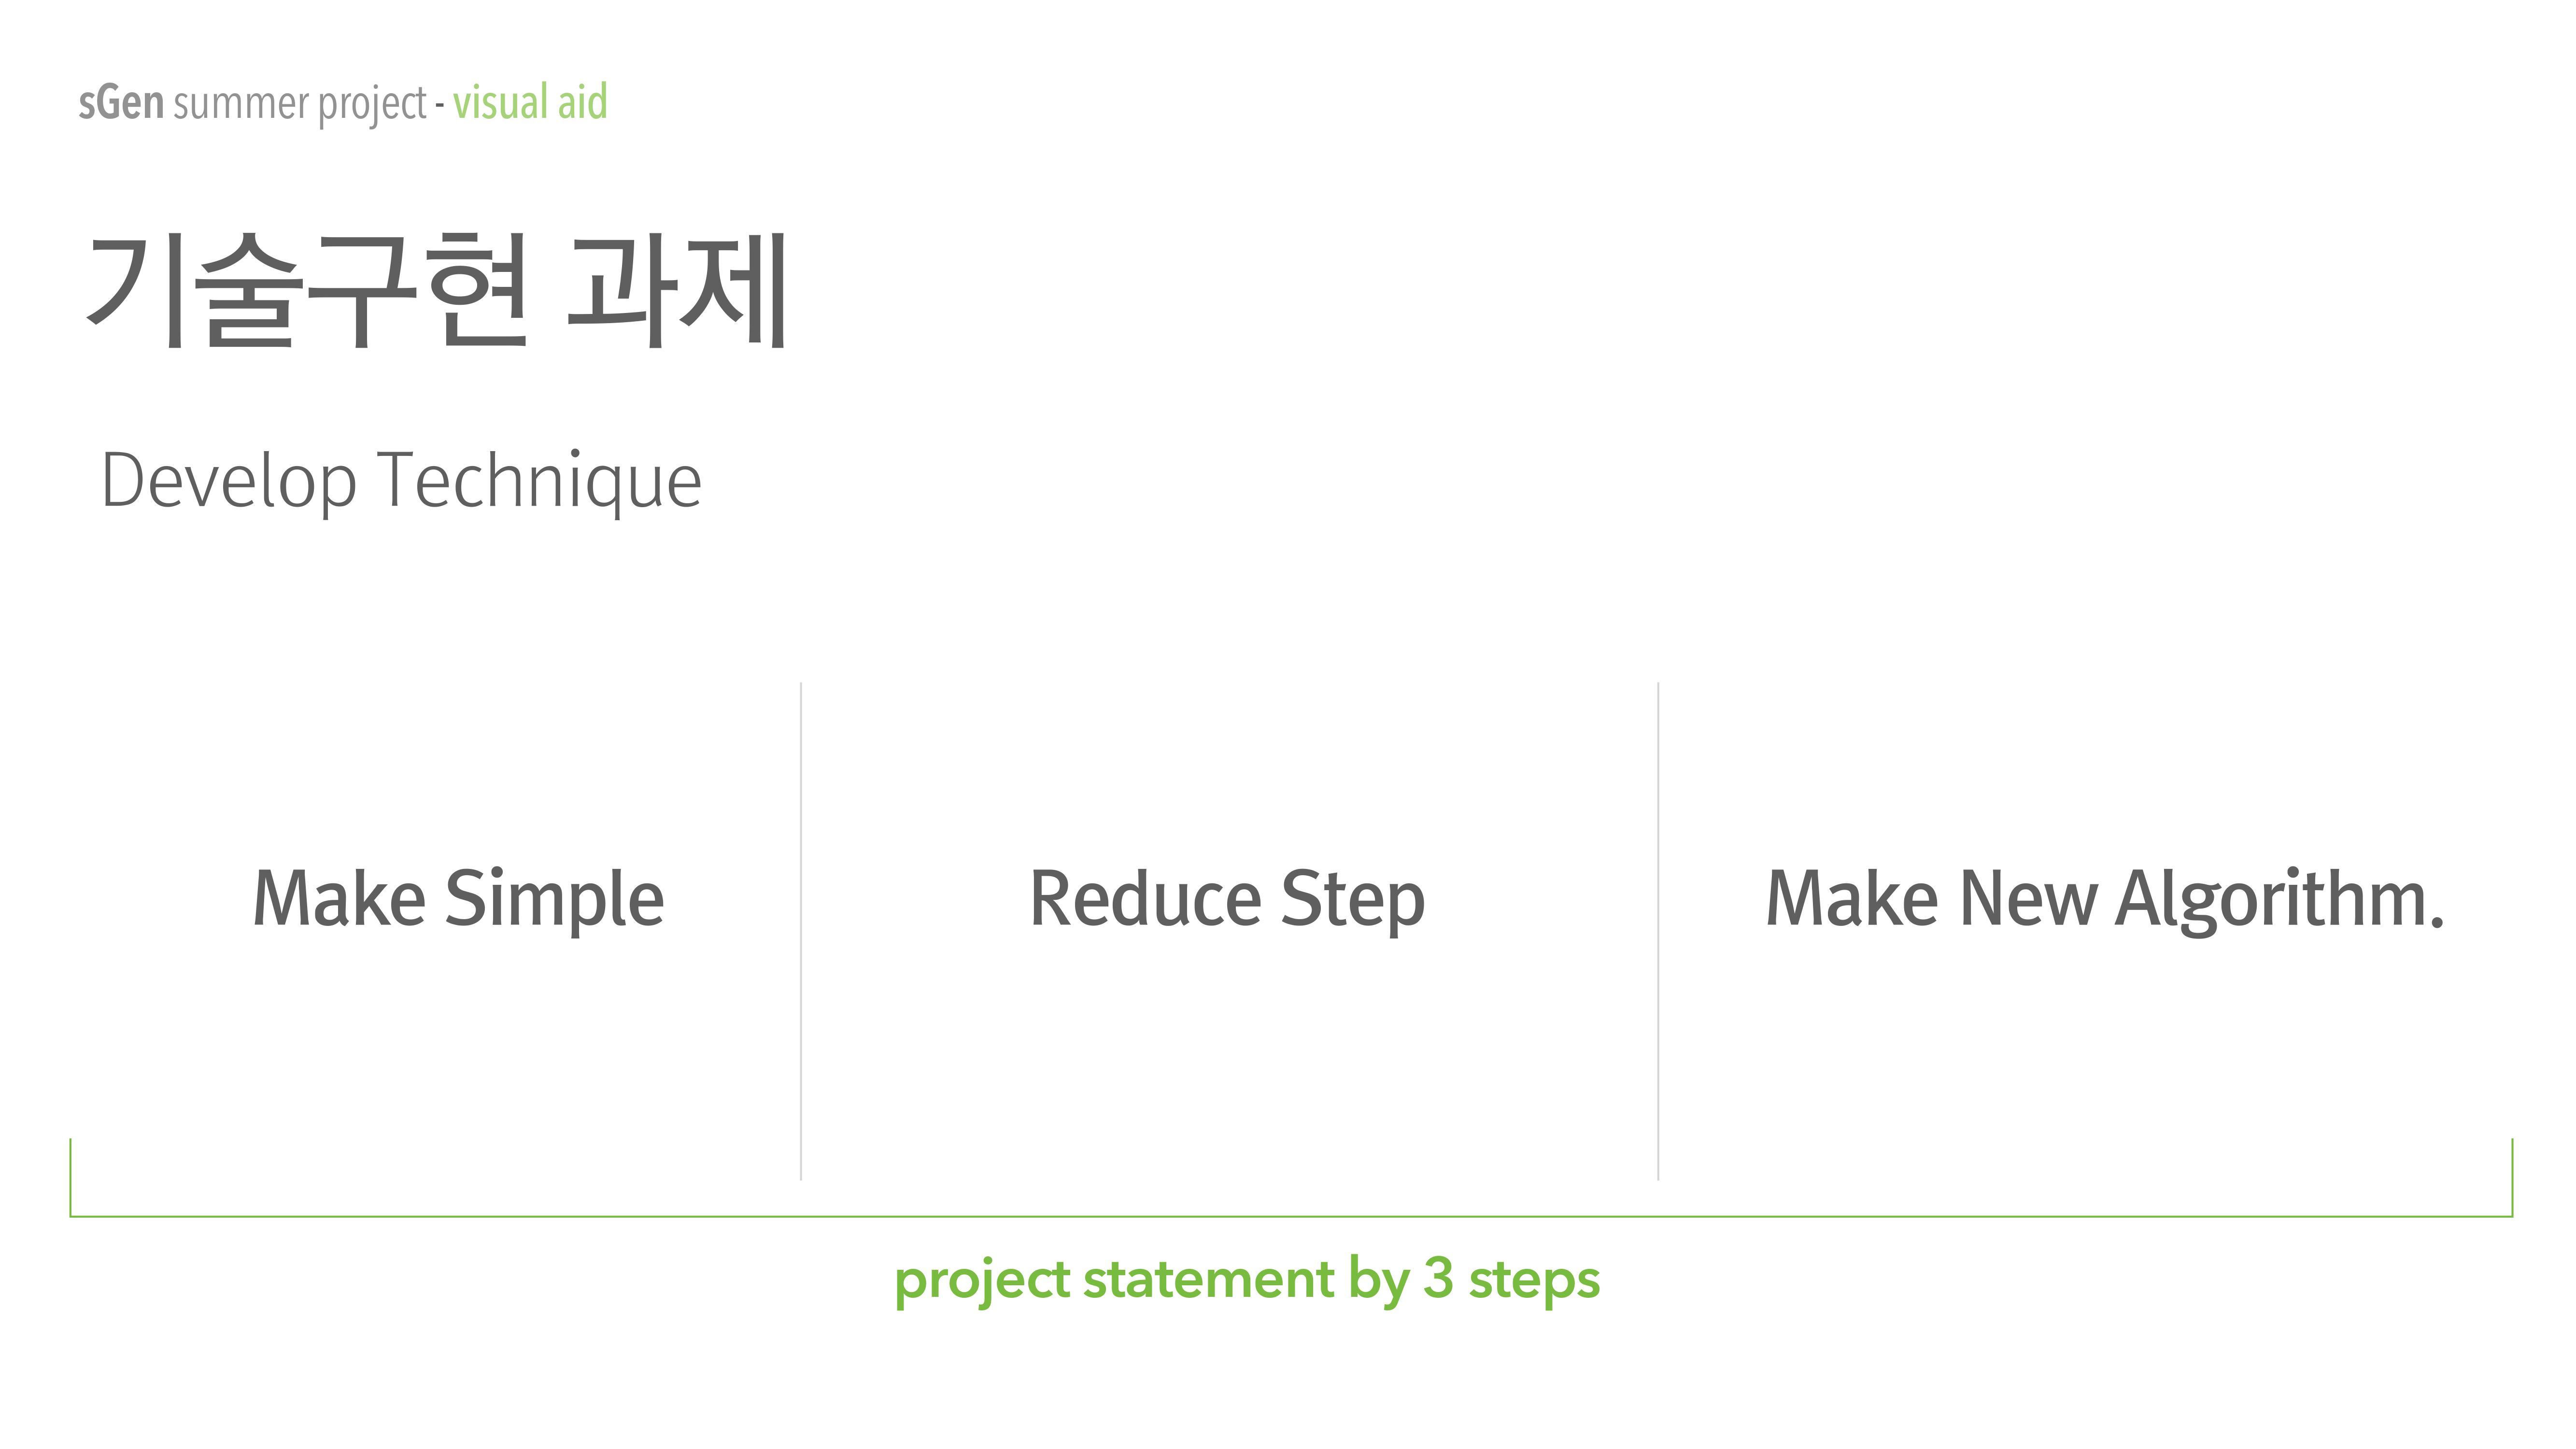 sGen summer project - visual aid
기술구현 과제
Develop Technique
Make Simple
Reduce Step
Make New Algorithm.
project statement by 3 steps